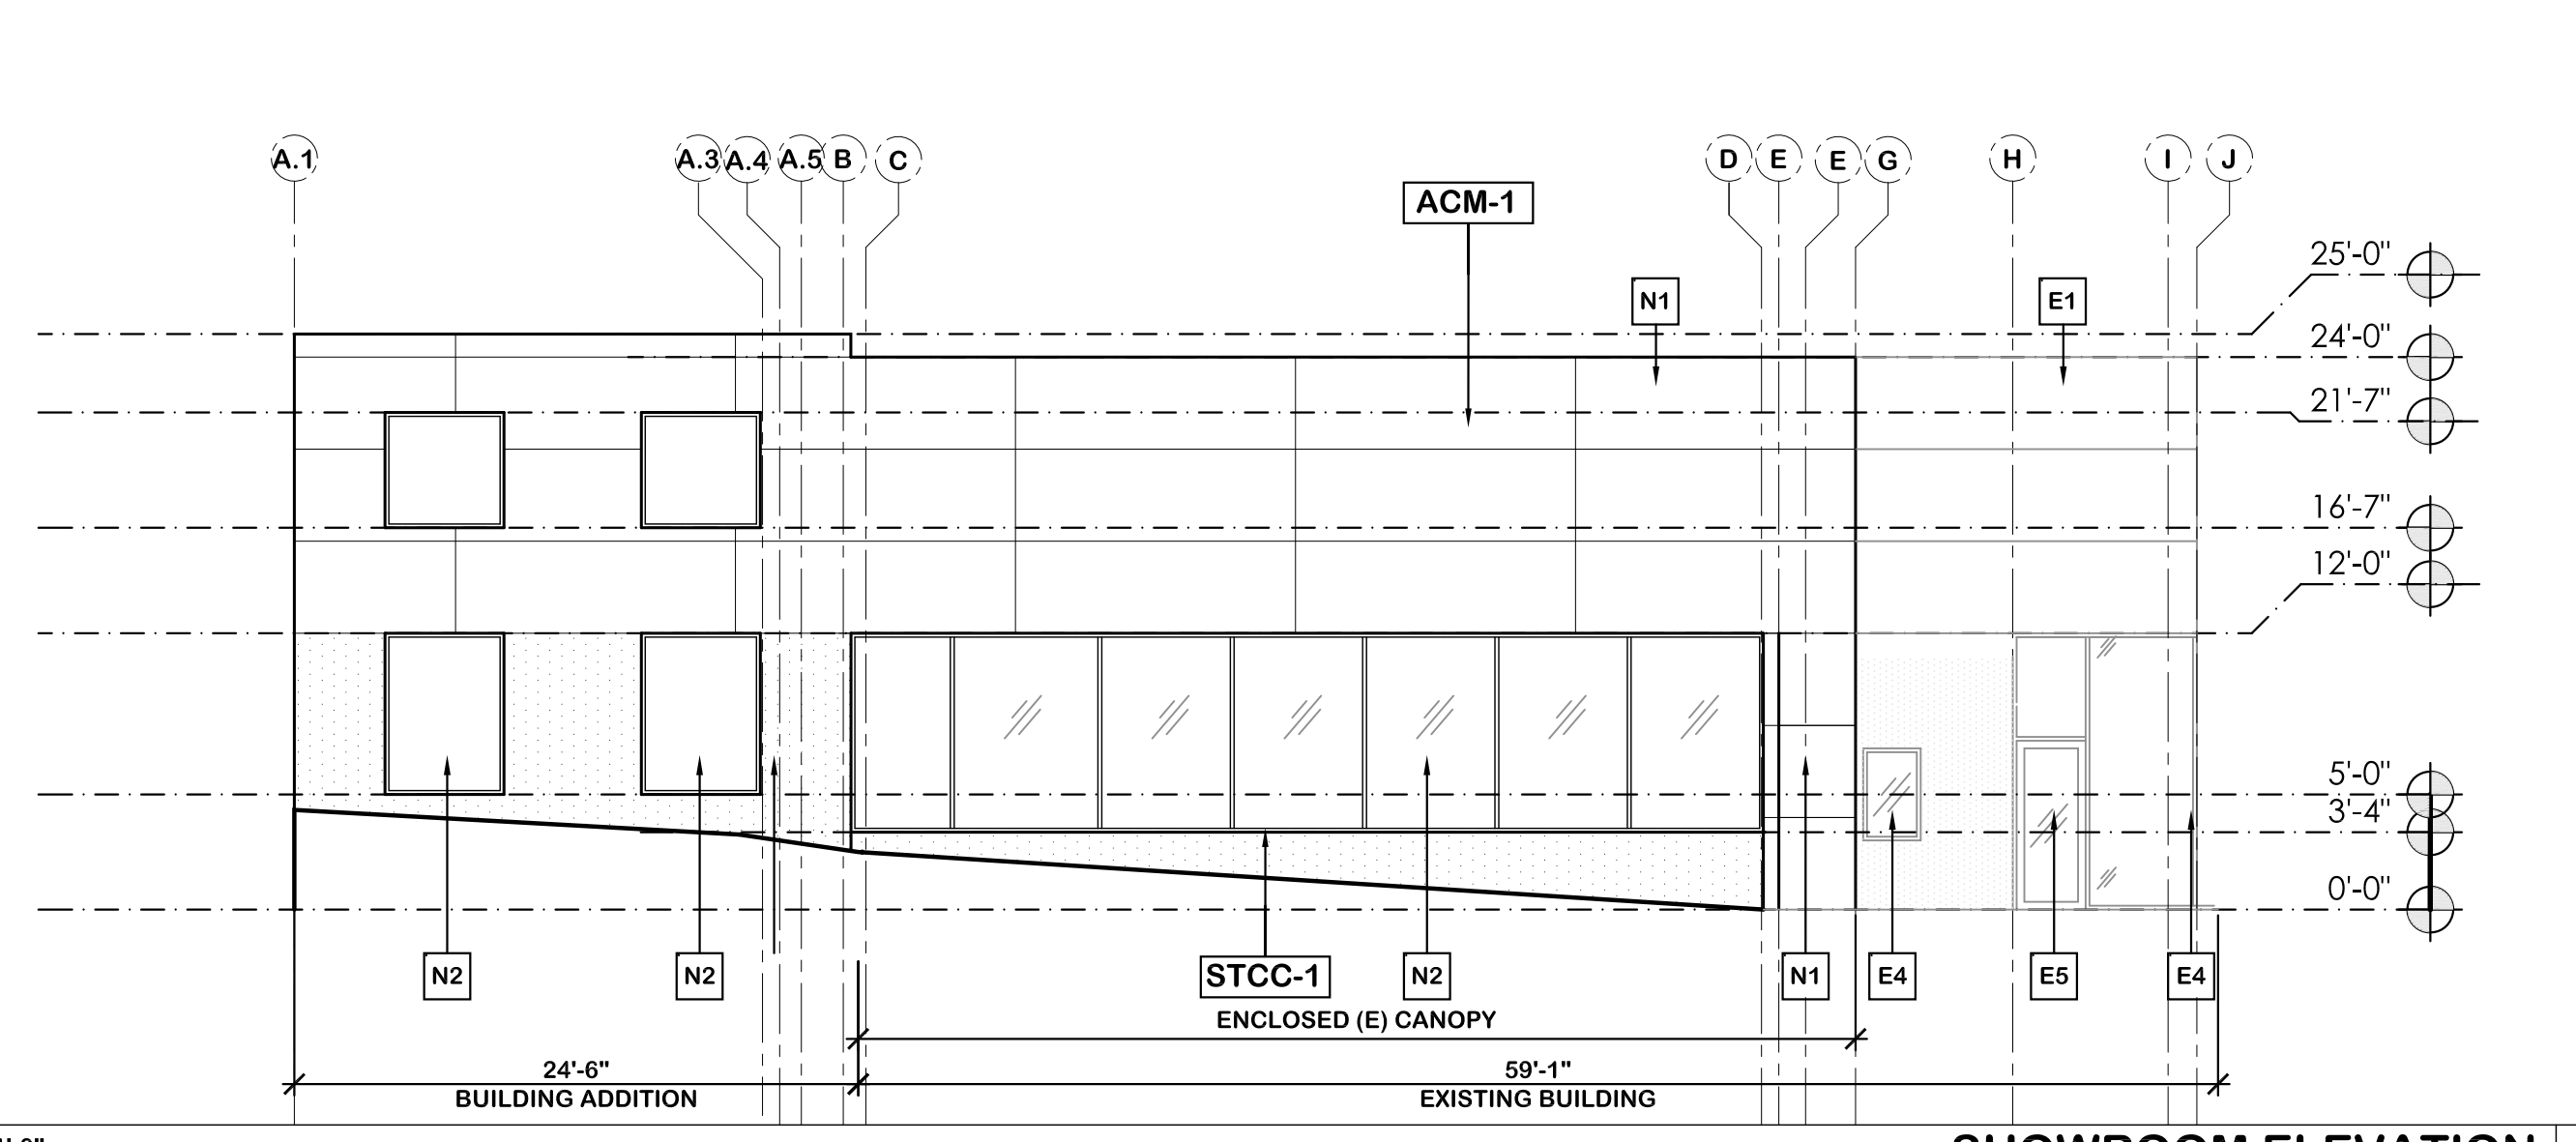 A.1 A.3 A.4 A.5 B C D E E G H I J
ACM-1
25'-0"
N1 E1
24'-0"
21'-7"
16'-7"
12'-0"
5'-0"
3'-4"
0'-0"
N2 N2 STCC-1 N2 N1 E4 E5 E4
ENCLOSED (E) CANOPY
24'-6" 59'-1"
BUILDING ADDITION EXISTING BUILDING
SHOWROOM ELEVATION